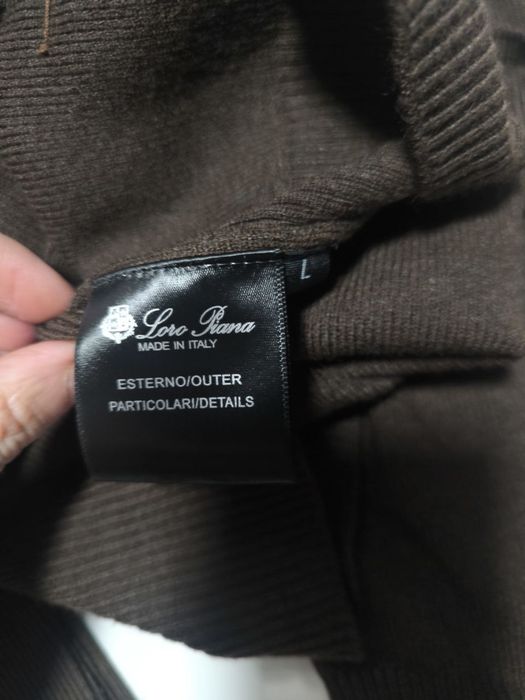 L
Loro Piana
MADE IN ITALY
ESTERNO/OUTER
PARTICOLARI/DETAILS